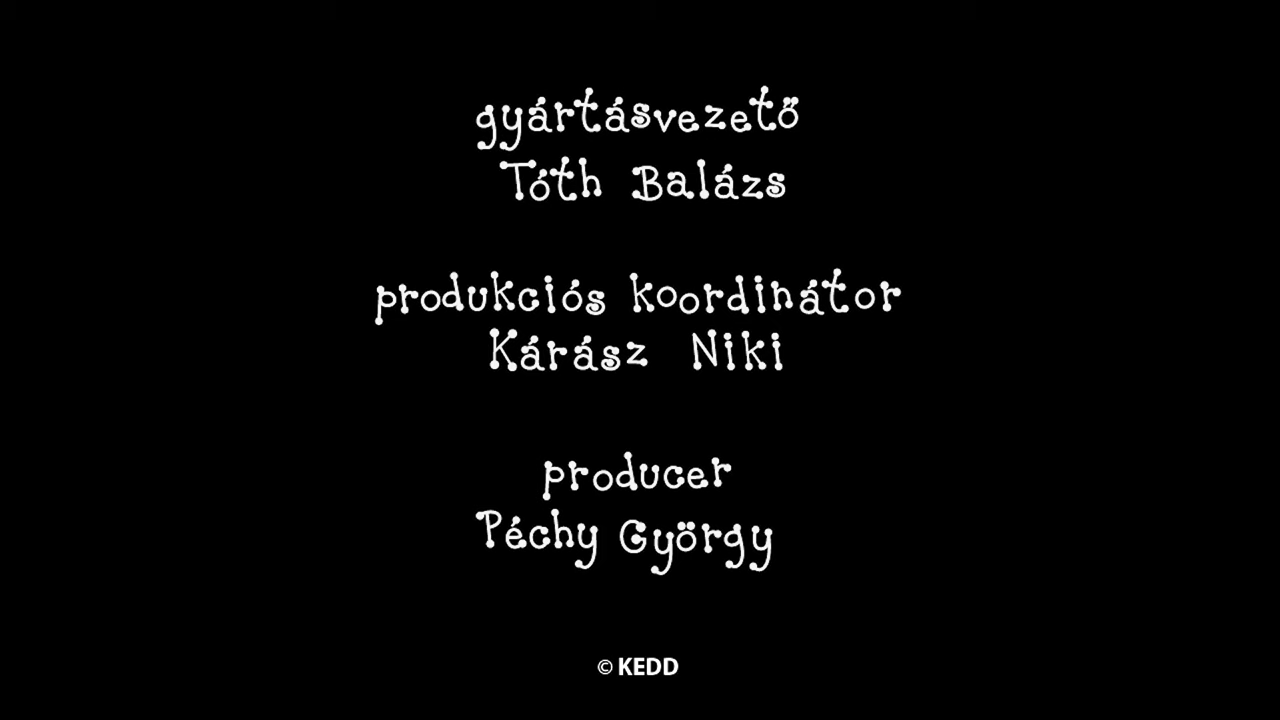 gyártásvezető
Tóth Balázs
produkciós koordinátor
Kárász Niki
producer
Péchy György
© KEDD